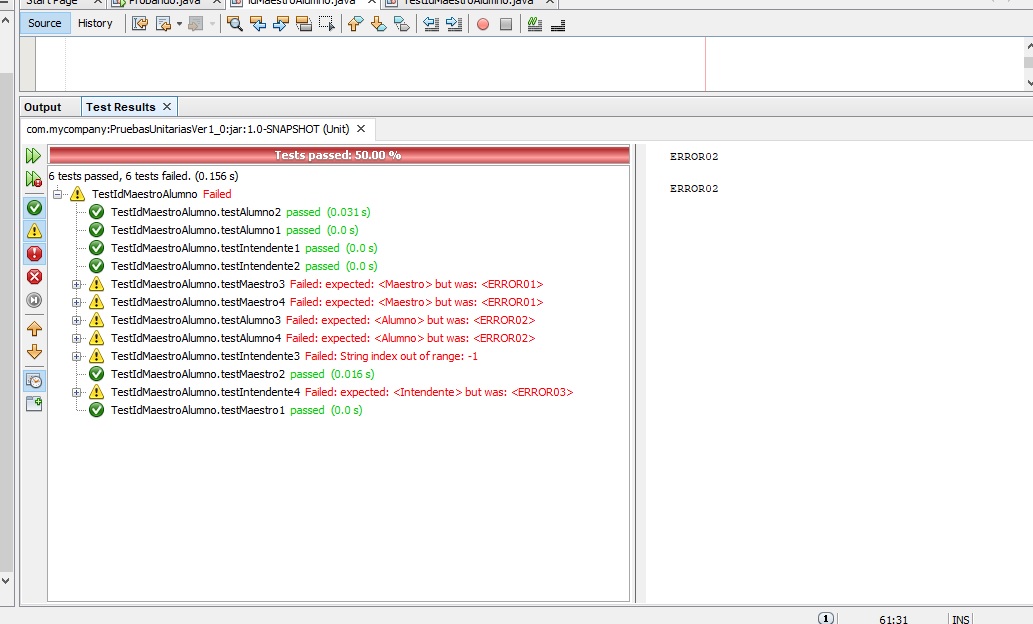 Start Page Probando.java IdMaestroAlumno.java TestIdMaestroAlumno.java
Source History
Output Test Results
com.mycompany:PruebasUnitariasVer1_0:jar:1.0-SNAPSHOT (Unit)
Tests passed: 50.00 %
6 tests passed, 6 tests failed. (0.156 s)
TestIdMaestroAlumno Failed
TestIdMaestroAlumno.testAlumno2 passed (0.031 s)
TestIdMaestroAlumno.testAlumno1 passed (0.0 s)
TestIdMaestroAlumno.testIntendente1 passed (0.0 s)
TestIdMaestroAlumno.testIntendente2 passed (0.0 s)
TestIdMaestroAlumno.testMaestro3 Failed: expected: <Maestro> but was: <ERROR01>
TestIdMaestroAlumno.testMaestro4 Failed: expected: <Maestro> but was: <ERROR01>
TestIdMaestroAlumno.testAlumno3 Failed: expected: <Alumno> but was: <ERROR02>
TestIdMaestroAlumno.testAlumno4 Failed: expected: <Alumno> but was: <ERROR02>
TestIdMaestroAlumno.testIntendente3 Failed: String index out of range: -1
TestIdMaestroAlumno.testMaestro2 passed (0.016 s)
TestIdMaestroAlumno.testIntendente4 Failed: expected: <Intendente> but was: <ERROR03>
TestIdMaestroAlumno.testMaestro1 passed (0.0 s)
ERROR02
ERROR02
1 61:31 INS